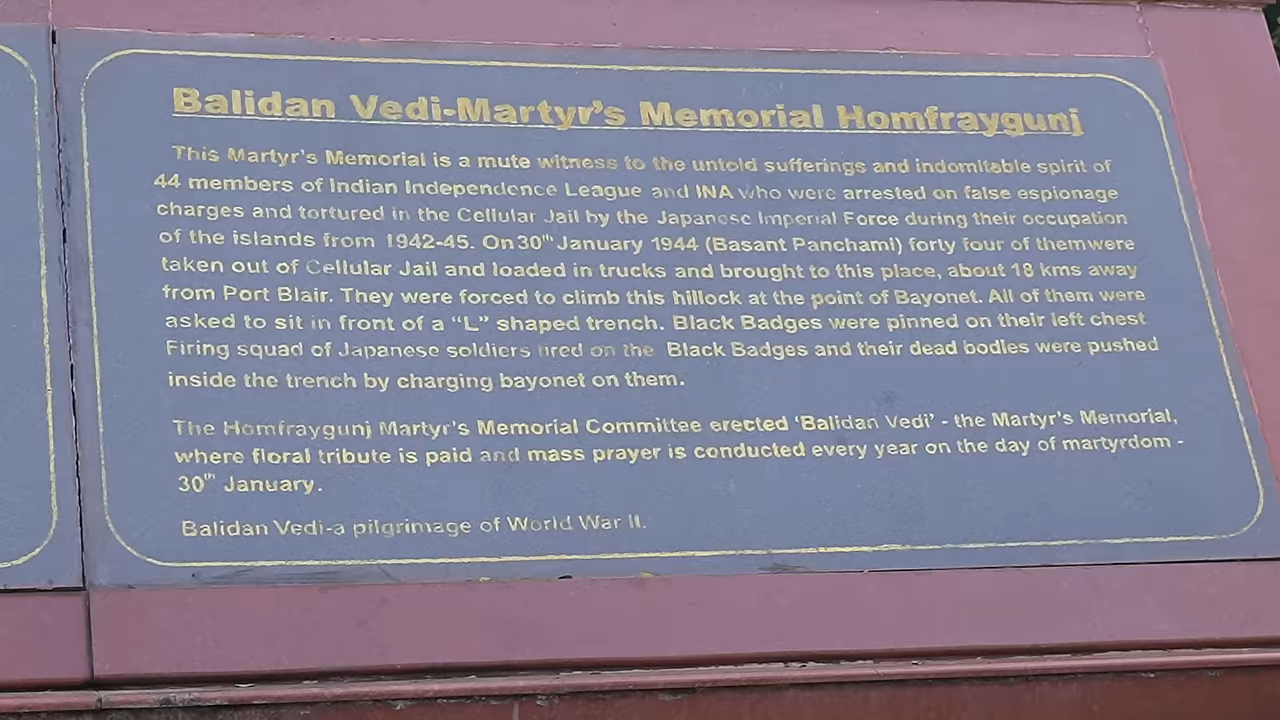 Balidan Vedi-Martyr's Memorial Homfraygunj
This Martyr's Memorial is a mute witness to the untold sufferings and indomitable spirit of
44 members of Indian Independence League and INA who were arrested on false espionage
charges and tortured in the Cellular Jail by the Japanese Imperial Force during their occupation
of the islands from 1942-45. On 30th January 1944 (Basant Panchami) forty four of themwere
taken out of Cellular Jail and loaded in trucks and brought to this place, about 18 kms away
from Port Blair. They were forced to climb this hillock at the point of Bayonet. All of them were
asked to sit in front of a “L” shaped trench. Black Badges were pinned on their left chest
Firing squad of Japanese soldiers fired on the Black Badges and their dead bodies were pushed
inside the trench by charging bayonet on them.
The Homfraygunj Martyr's Memorial Committee erected ‘Balidan Vedi’ - the Martyr's Memorial,
where floral tribute is paid and mass prayer is conducted every year on the day of martyrdom -
30th January.
Balidan Vedi-a pilgrimage of World War II.